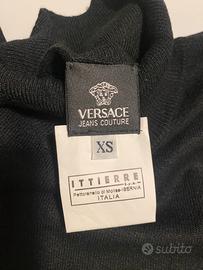 VERSACE
JEANS COUTURE
XS
ITTIERRE
S.p.A.
Pettoranello di Molise-ISERNIA
ITALIA
subito